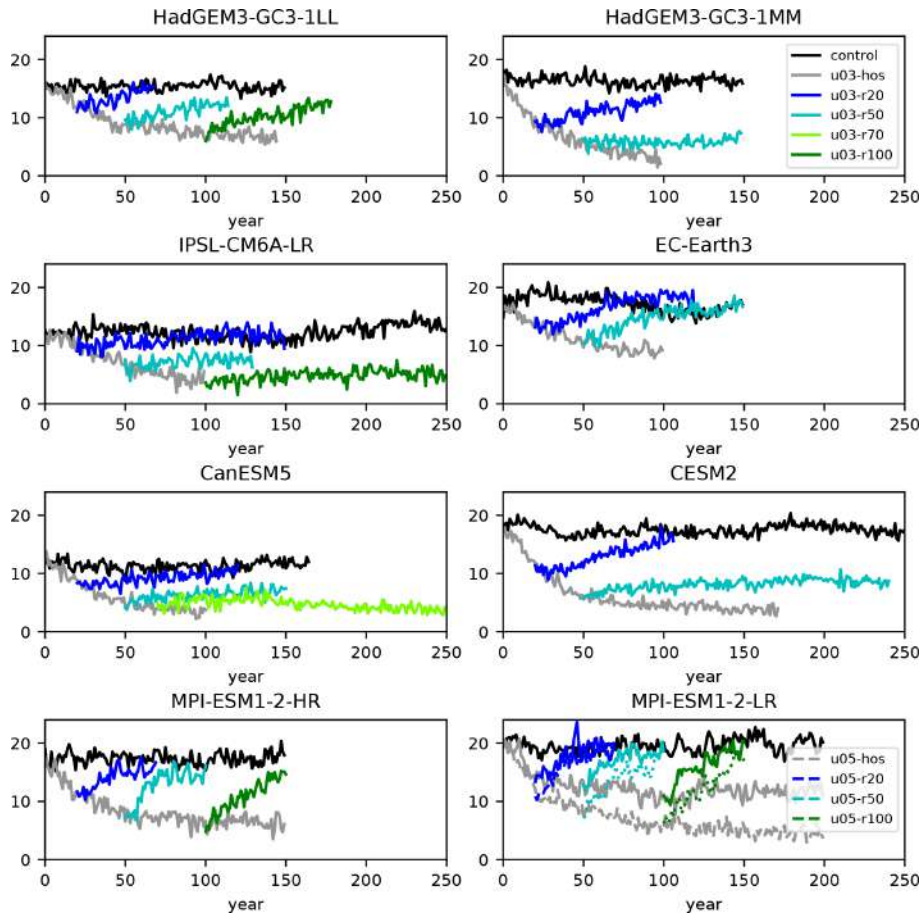 HadGEM3-GC3-1LL
20
10
0
0 50 100 150 200 250
year
HadGEM3-GC3-1MM
20
10
0
0 50 100 150 200 250
year
control
u03-hos
u03-r20
u03-r50
u03-r70
u03-r100
IPSL-CM6A-LR
20
10
0
0 50 100 150 200 250
year
EC-Earth3
20
10
0
0 50 100 150 200 250
year
CanESM5
20
10
0
0 50 100 150 200 250
year
CESM2
20
10
0
0 50 100 150 200 250
year
MPI-ESM1-2-HR
20
10
0
0 50 100 150 200 250
year
MPI-ESM1-2-LR
20
10
0
0 50 100 150 200 250
year
u05-hos
u05-r20
u05-r50
u05-r100